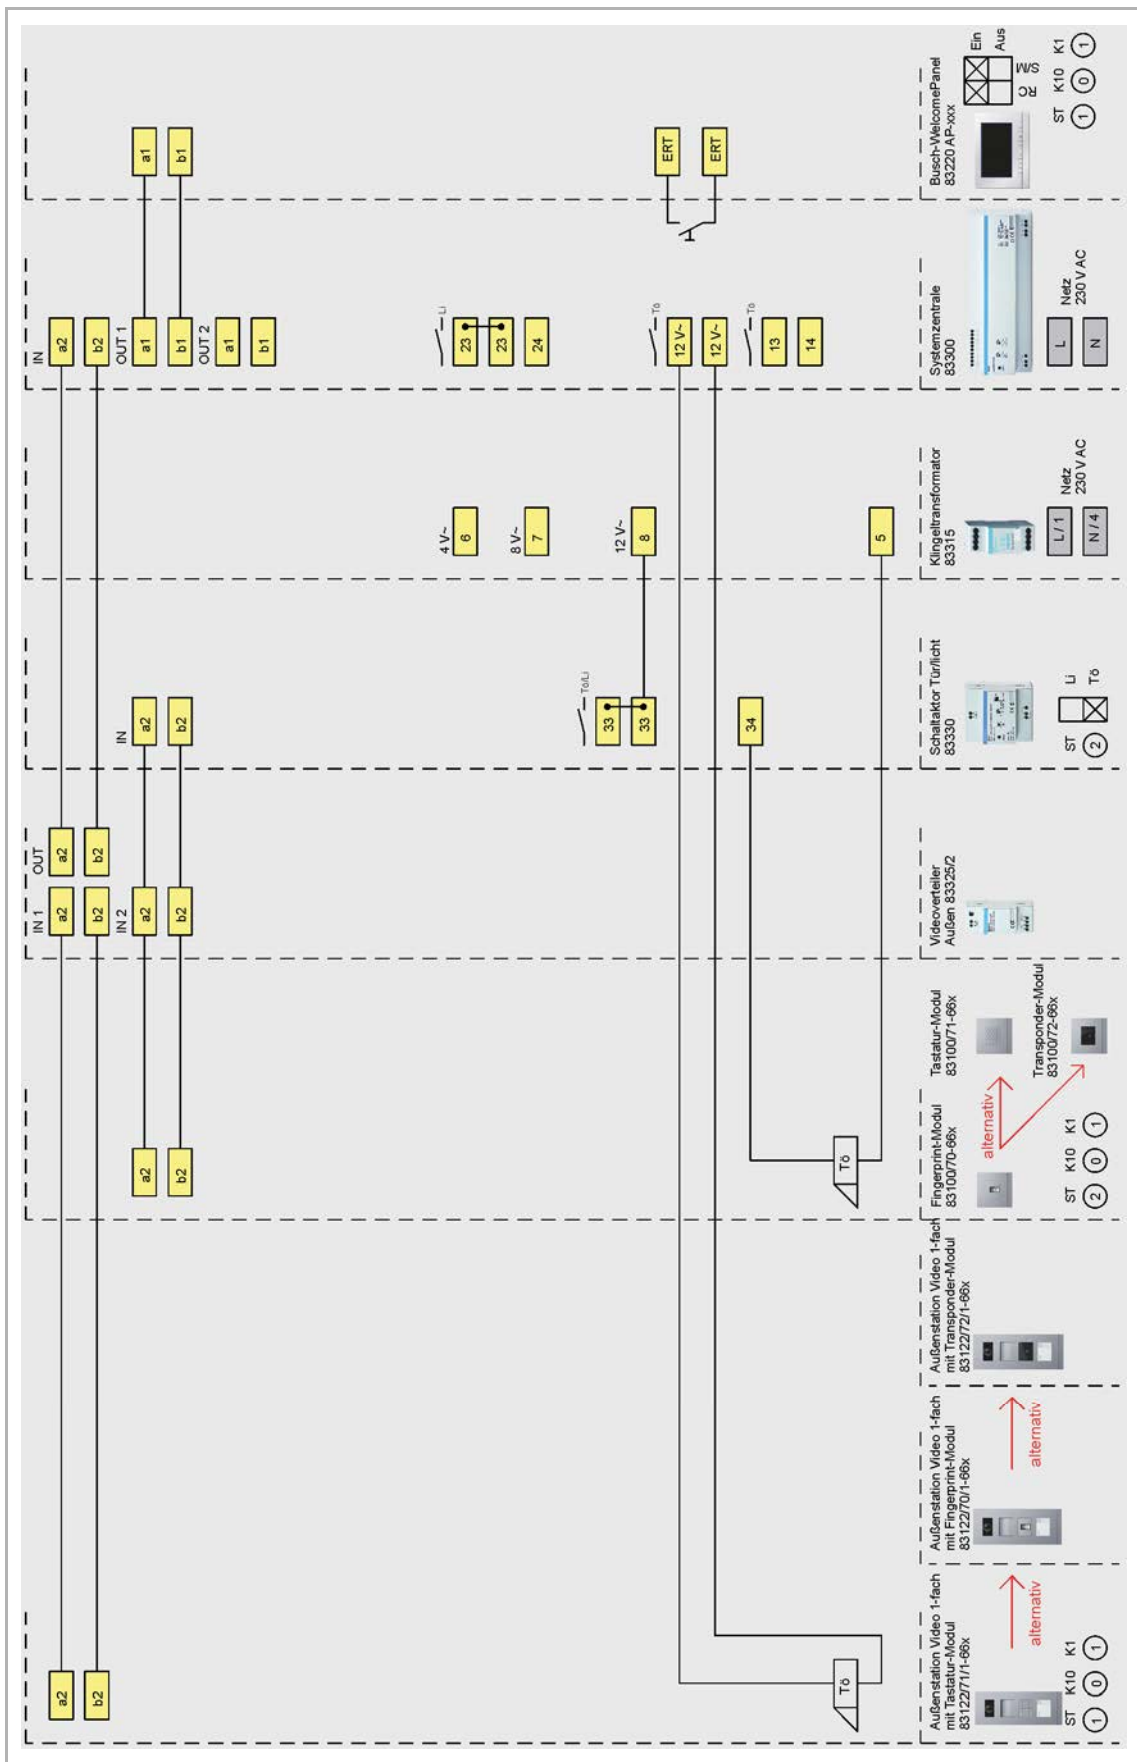 Außenstation Video 1-fach
mit Tastatur-Modul
83122/71/1-66x
ST K10 K1
1 0 1
a2
b2
Tö
alternativ
Außenstation Video 1-fach
mit Fingerprint-Modul
83122/70/1-66x
alternativ
Außenstation Video 1-fach
mit Transponder-Modul
83122/72/1-66x
Fingerprint-Modul
83100/70-66x
ST K10 K1
2 0 1
a2
b2
Tö
alternativ
Tastatur-Modul
83100/71-66x
Transponder-Modul
83100/72-66x
Videoverteiler
Außen 83325/2
IN 1
a2
b2
IN 2
a2
b2
OUT
a2
b2
Schaltaktor Tür/licht
83330
ST
2
Li
Tö
IN
a2
b2
Tö/Li
33
33
34
Klingeltransformator
83315
4 V~
6
8 V~
7
12 V~
8
5
L / 1
N / 4
Netz
230 V AC
Systemzentrale
83300
IN
a2
b2
OUT 1
a1
b1
OUT 2
a1
b1
Li
23
23
24
Tö
12 V~
12 V~
Tö
13
14
L
N
Netz
230 V AC
Busch-WelcomePanel
83220 AP-xxx
a1
b1
ERT
ERT
Ein
Aus
RC
S/M
ST K10 K1
1 0 1